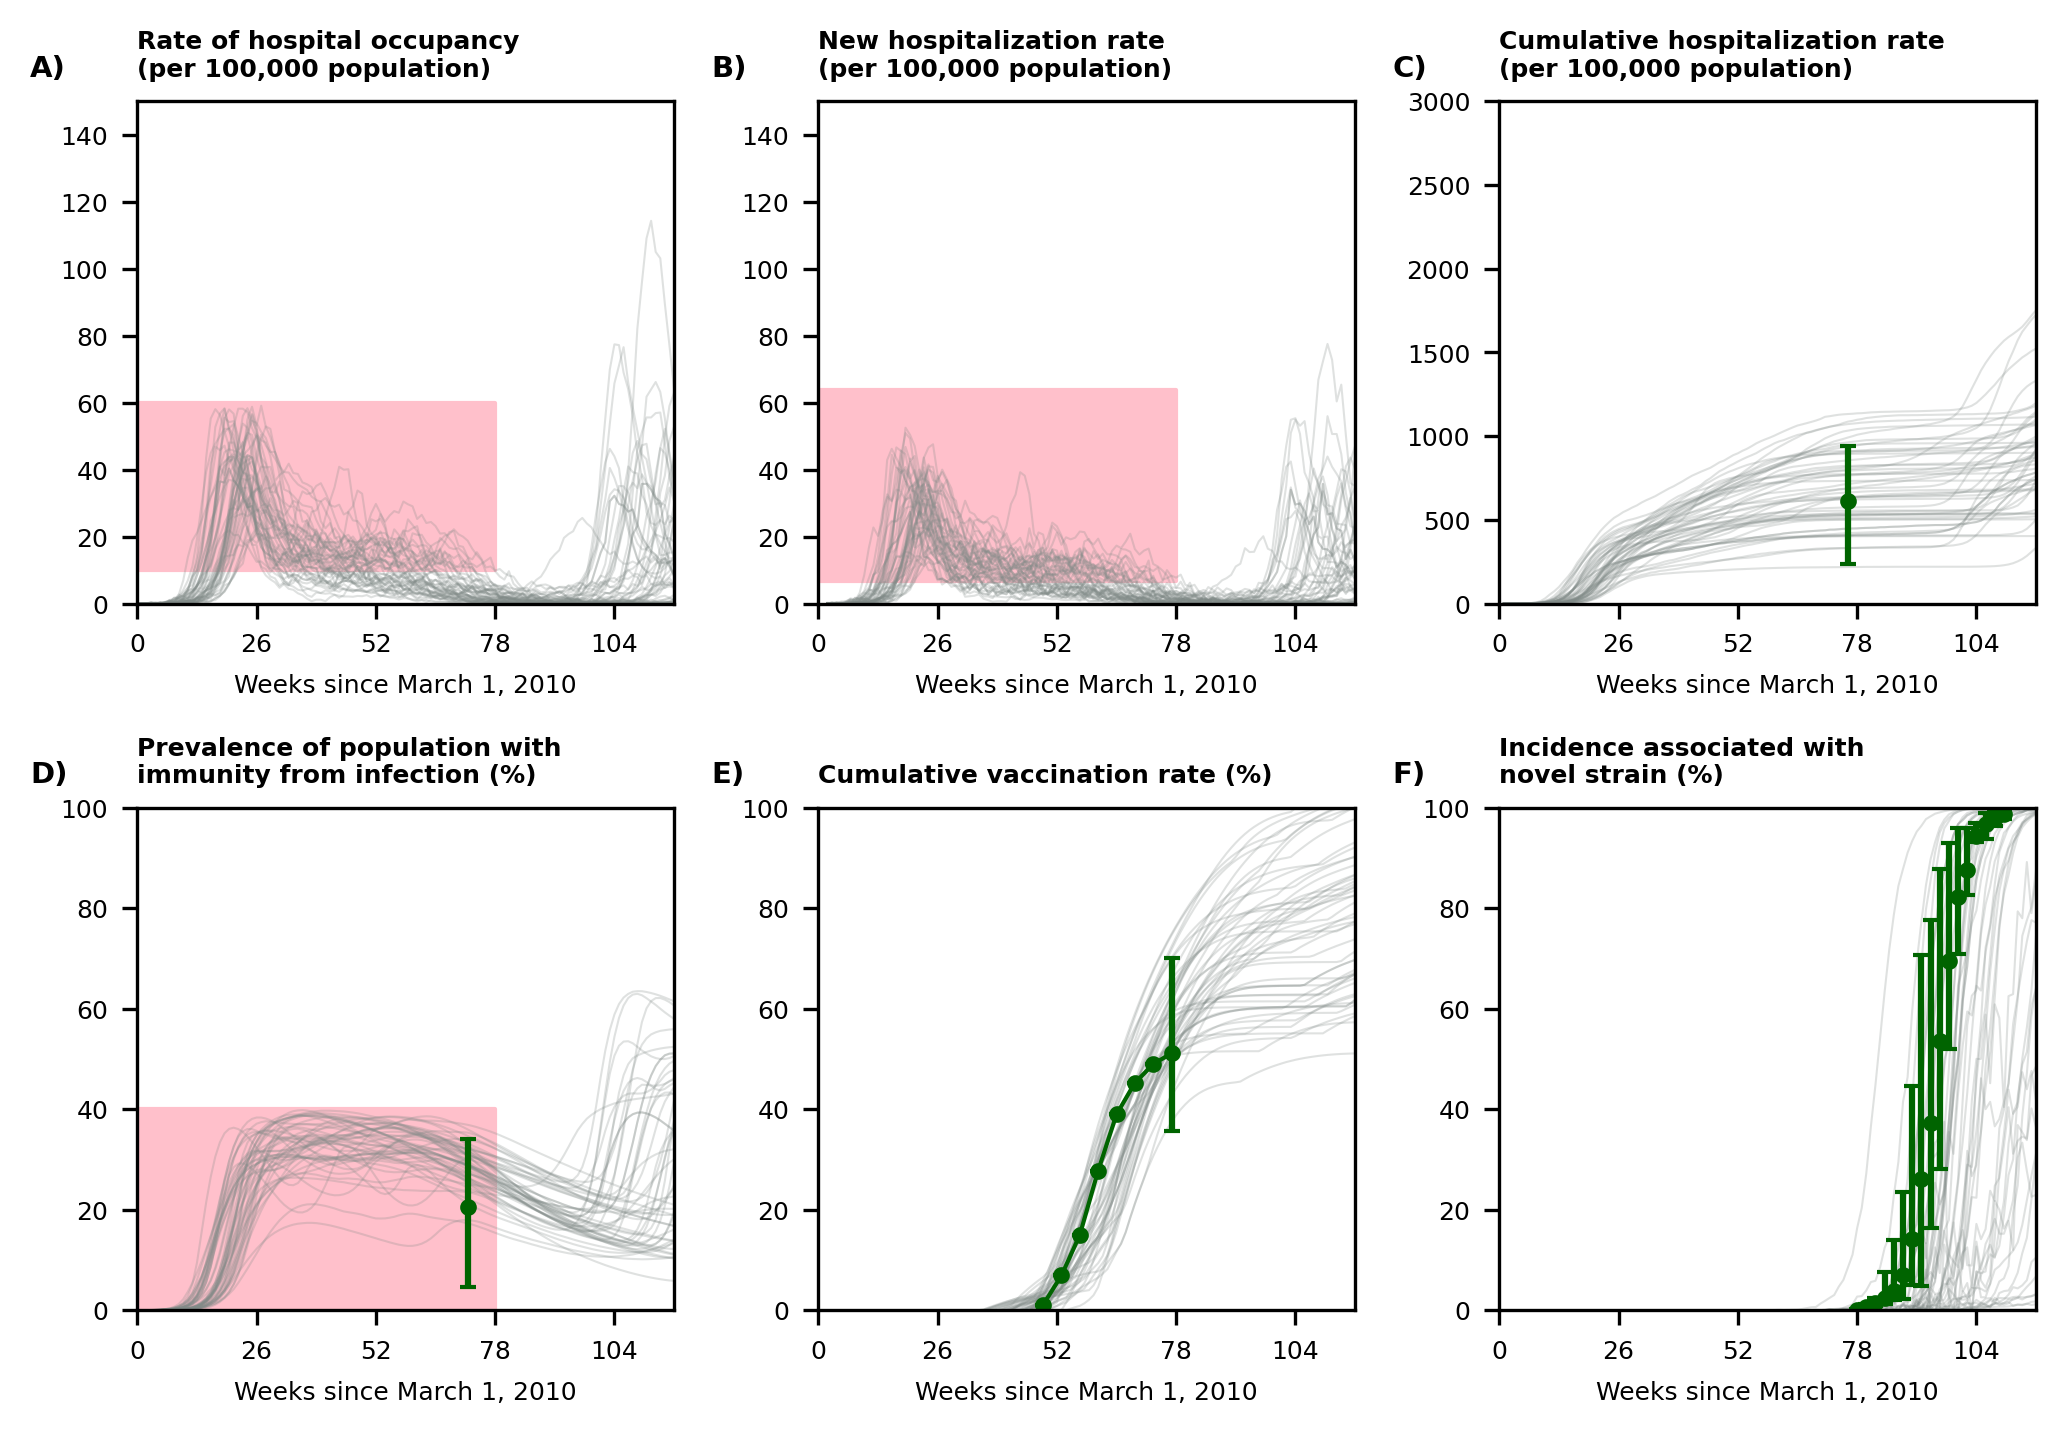 A)
Rate of hospital occupancy
(per 100,000 population)
140
120
100
80
60
40
20
0
0 26 52 78 104
Weeks since March 1, 2010
B)
New hospitalization rate
(per 100,000 population)
140
120
100
80
60
40
20
0
0 26 52 78 104
Weeks since March 1, 2010
C)
Cumulative hospitalization rate
(per 100,000 population)
3000
2500
2000
1500
1000
500
0
0 26 52 78 104
Weeks since March 1, 2010
D)
Prevalence of population with
immunity from infection (%)
100
80
60
40
20
0
0 26 52 78 104
Weeks since March 1, 2010
E)
Cumulative vaccination rate (%)
100
80
60
40
20
0
0 26 52 78 104
Weeks since March 1, 2010
F)
Incidence associated with
novel strain (%)
100
80
60
40
20
0
0 26 52 78 104
Weeks since March 1, 2010